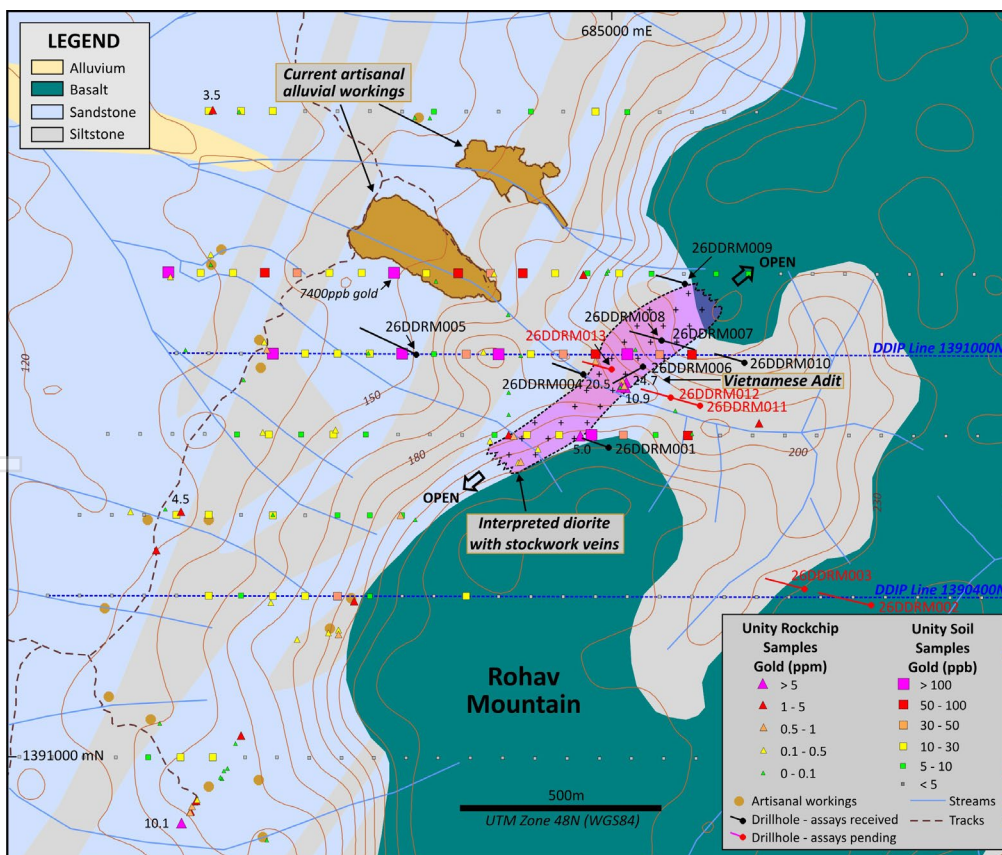 685000 mE
LEGEND
Alluvium
Basalt
Sandstone
Siltstone
Current artisanal
alluvial workings
3.5
26DDRM009
OPEN
7400ppb gold
26DDRM008
26DDRM013
26DDRM007
26DDRM005
DDIP Line 1391000N
120
26DDRM006
26DDRM010
26DDRM004
20.5
24.7
Vietnamese Adit
10.9
26DDRM012
26DDRM011
150
5.0
26DDRM001
180
200
OPEN
4.5
Interpreted diorite
with stockwork veins
26DDRM003
DDIP Line 1390400N
26DDRM002
Rohav
Mountain
1391000 mN
10.1
500m
UTM Zone 48N (WGS84)
Unity Rockchip
Samples
Gold (ppm)
> 5
1 - 5
0.5 - 1
0.1 - 0.5
0 - 0.1
Unity Soil
Samples
Gold (ppb)
> 100
50 - 100
30 - 50
10 - 30
5 - 10
< 5
Artisanal workings
Streams
Drillhole - assays received
Tracks
Drillhole - assays pending